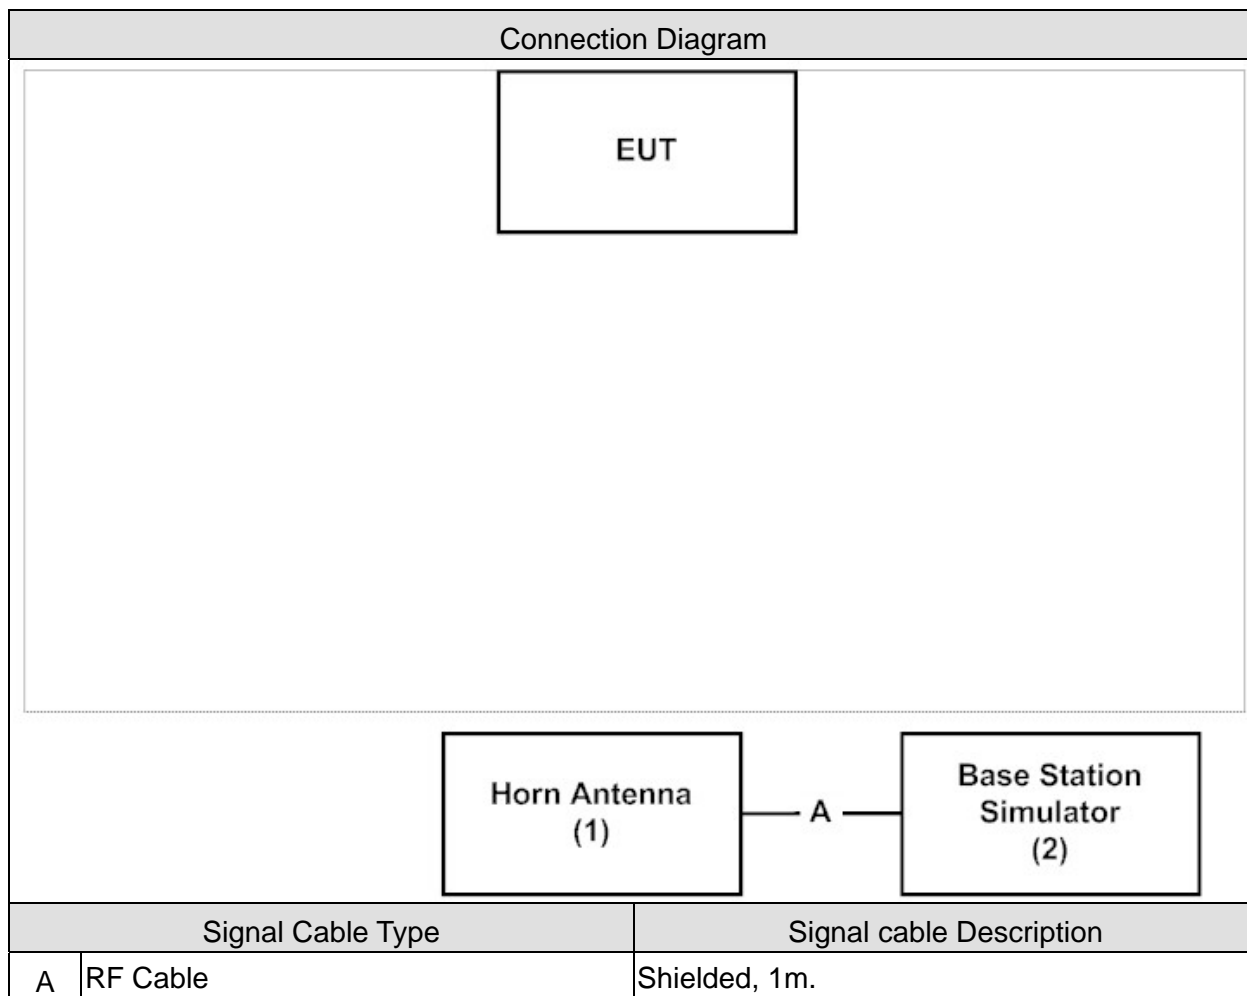 Connection Diagram
EUT
Horn Antenna
(1)
A
Base Station
Simulator
(2)
Signal Cable Type
Signal cable Description
A RF Cable Shielded, 1m.